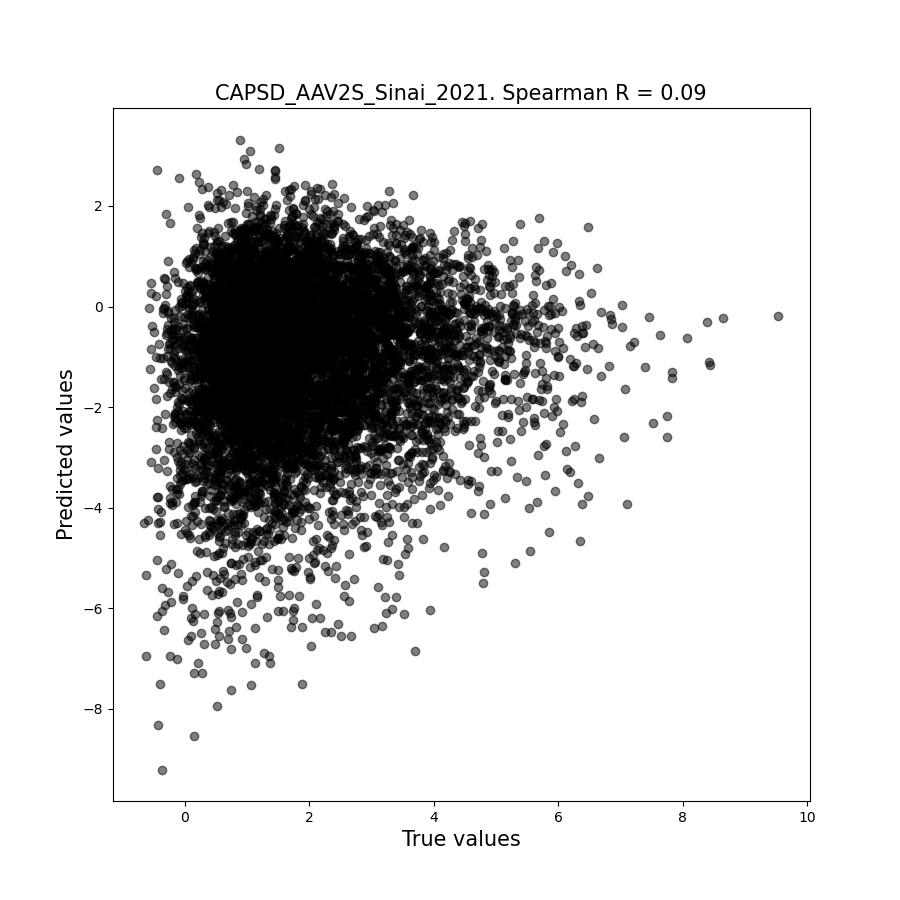 CAPSD_AAV2S_Sinai_2021. Spearman R = 0.09
Predicted values
2
0
−2
−4
−6
−8
0 2 4 6 8 10
True values